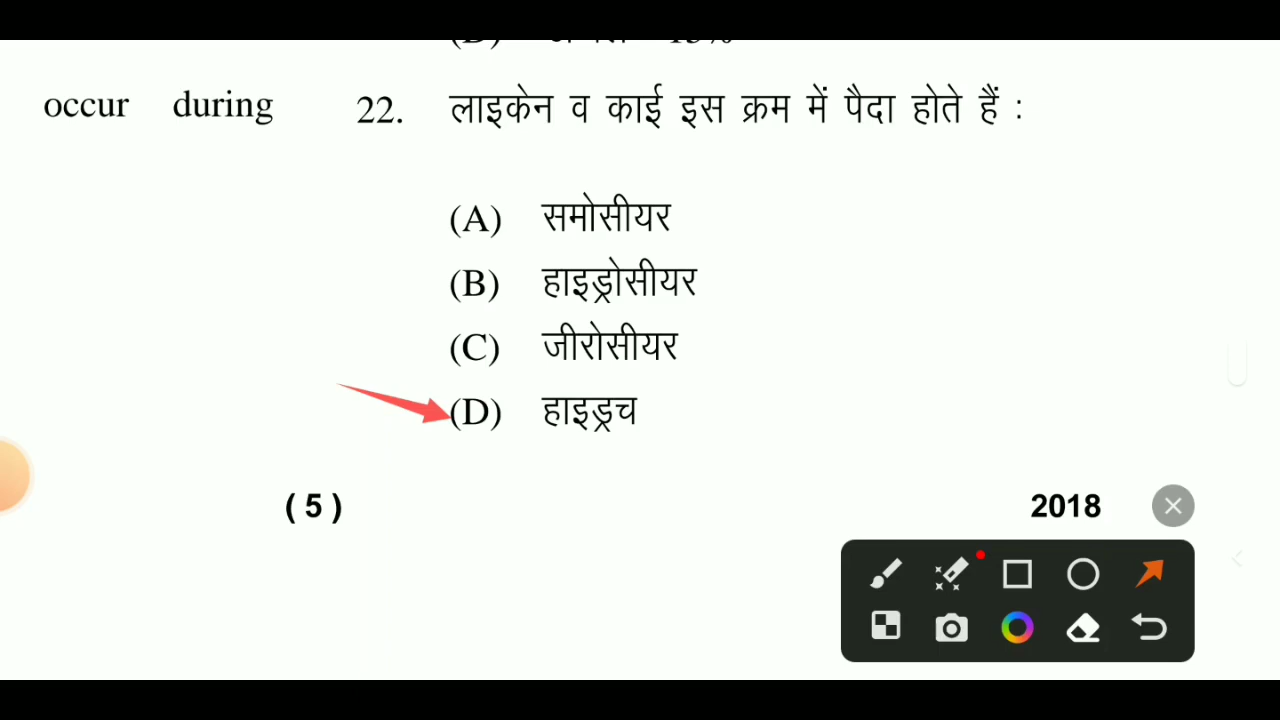 occur during
22. लाइकेन व काई इस क्रम में पैदा होते हैं :
(A) समोसीयर
(B) हाइड्रोसीयर
(C) जीरोसीयर
(D) हाइड्रच
( 5 )
2018